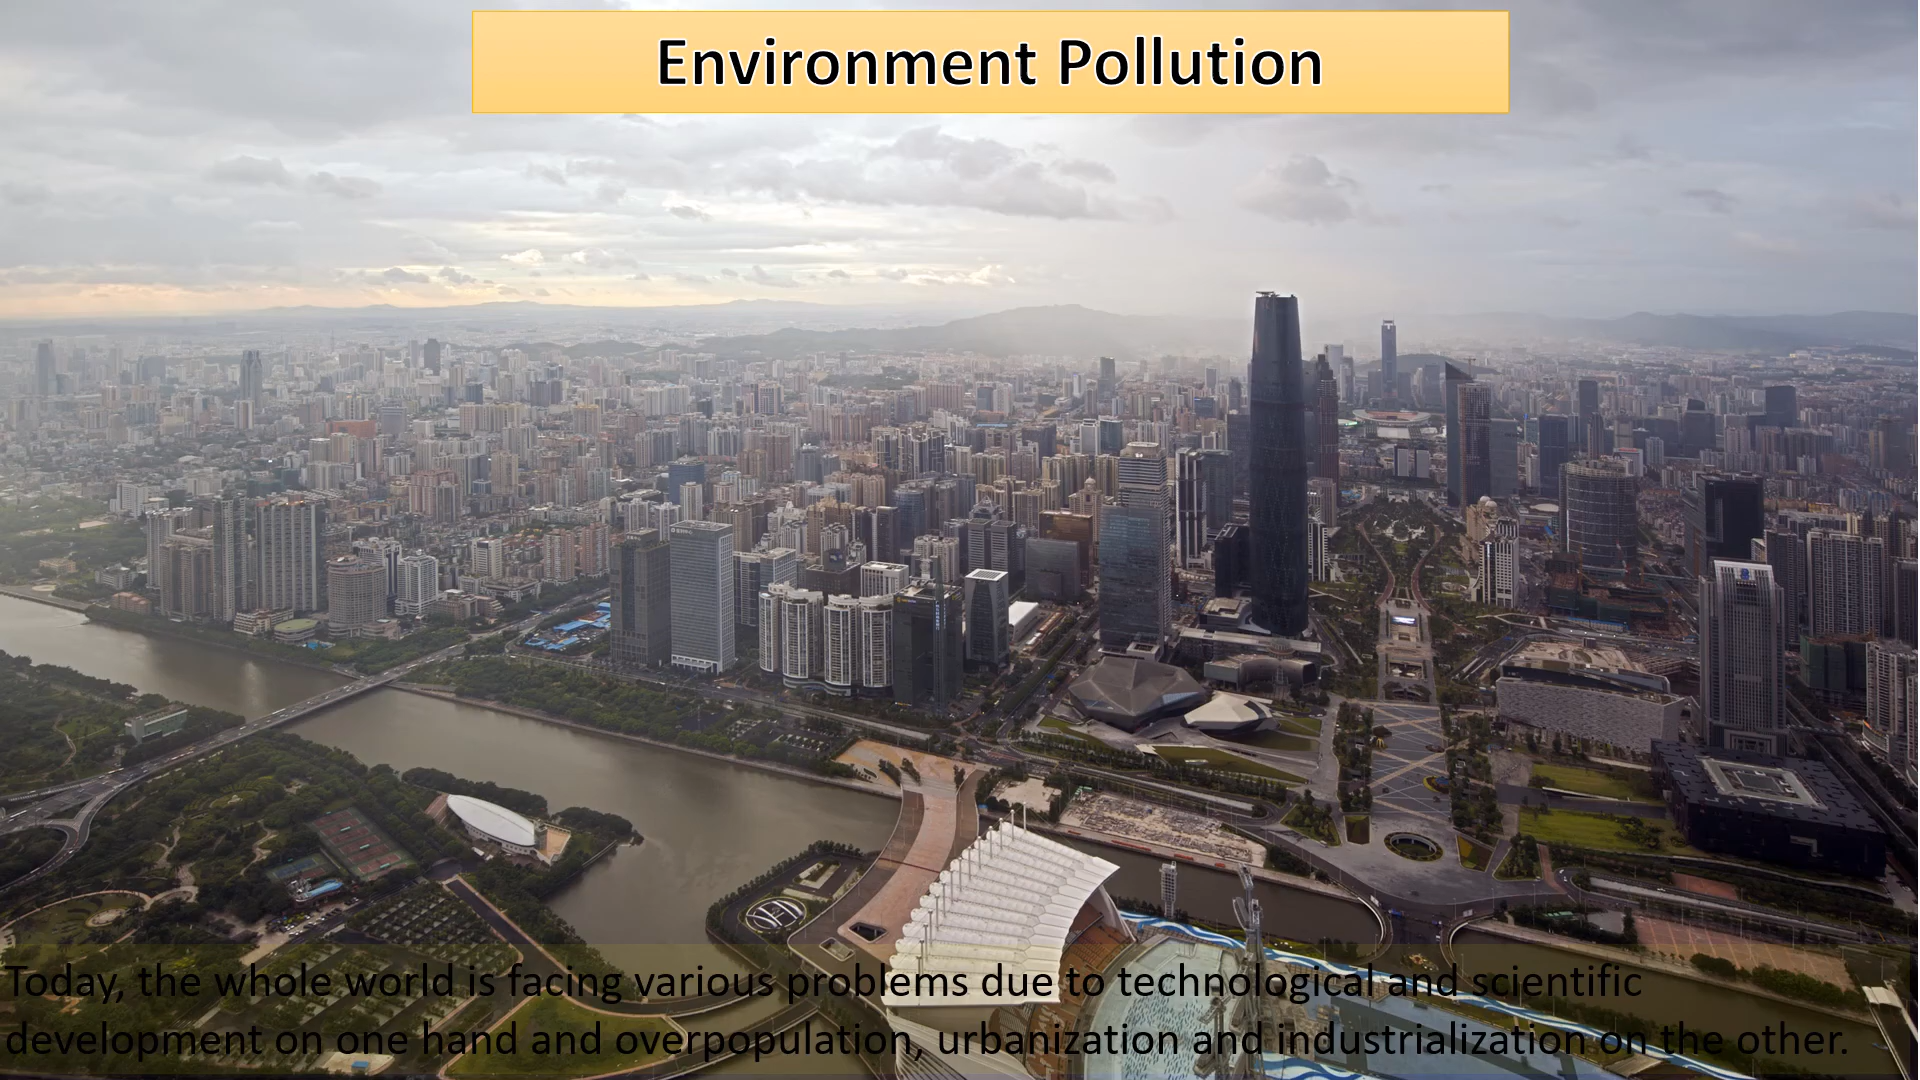 Environment Pollution
Today, the whole world is facing various problems due to technological and scientific
development on one hand and overpopulation, urbanization and industrialization on the other.